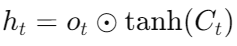 h_t = o_t ⊙ tanh(C_t)